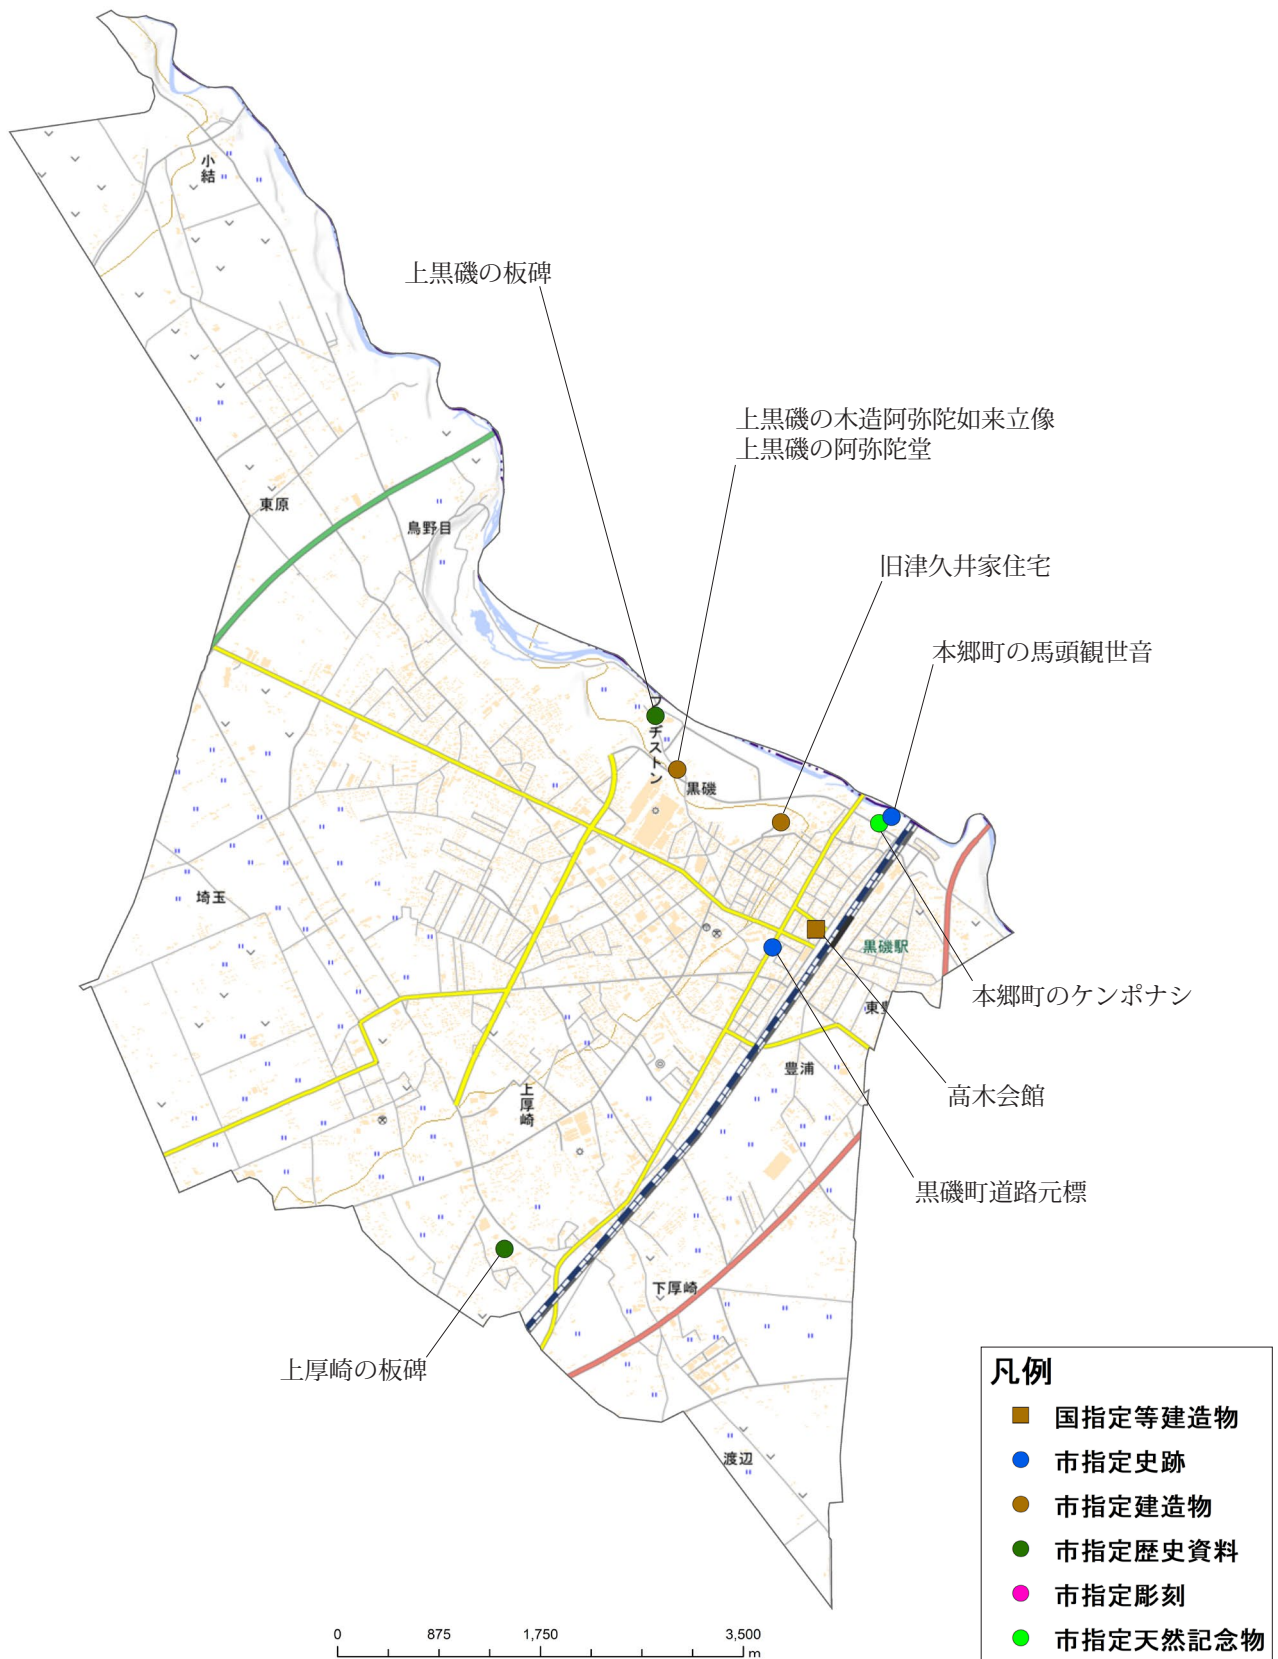 小結
上黒磯の板碑
上黒磯の木造阿弥陀如来立像
上黒磯の阿弥陀堂
東原
鳥野目
旧津久井家住宅
本郷町の馬頭観世音
ヂストン
黒磯
埼玉
黒磯駅
本郷町のケンポナシ
東豊
豊浦
上厚崎
高木会館
黒磯町道路元標
下厚崎
上厚崎の板碑
渡辺
凡例
国指定等建造物
市指定史跡
市指定建造物
市指定歴史資料
市指定彫刻
市指定天然記念物
0 875 1,750 3,500
m